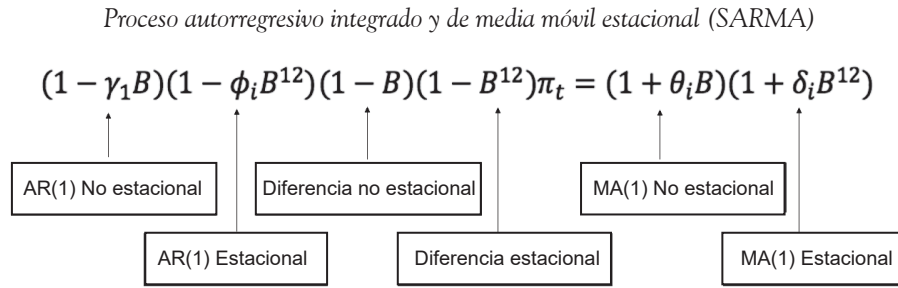 Proceso autorregresivo integrado y de media móvil estacional (SARMA)
(1 − γ₁B)(1 − ϕᵢB¹²)(1 − B)(1 − B¹²)πₜ = (1 + θᵢB)(1 + δᵢB¹²)
AR(1) No estacional
Diferencia no estacional
MA(1) No estacional
AR(1) Estacional
Diferencia estacional
MA(1) Estacional